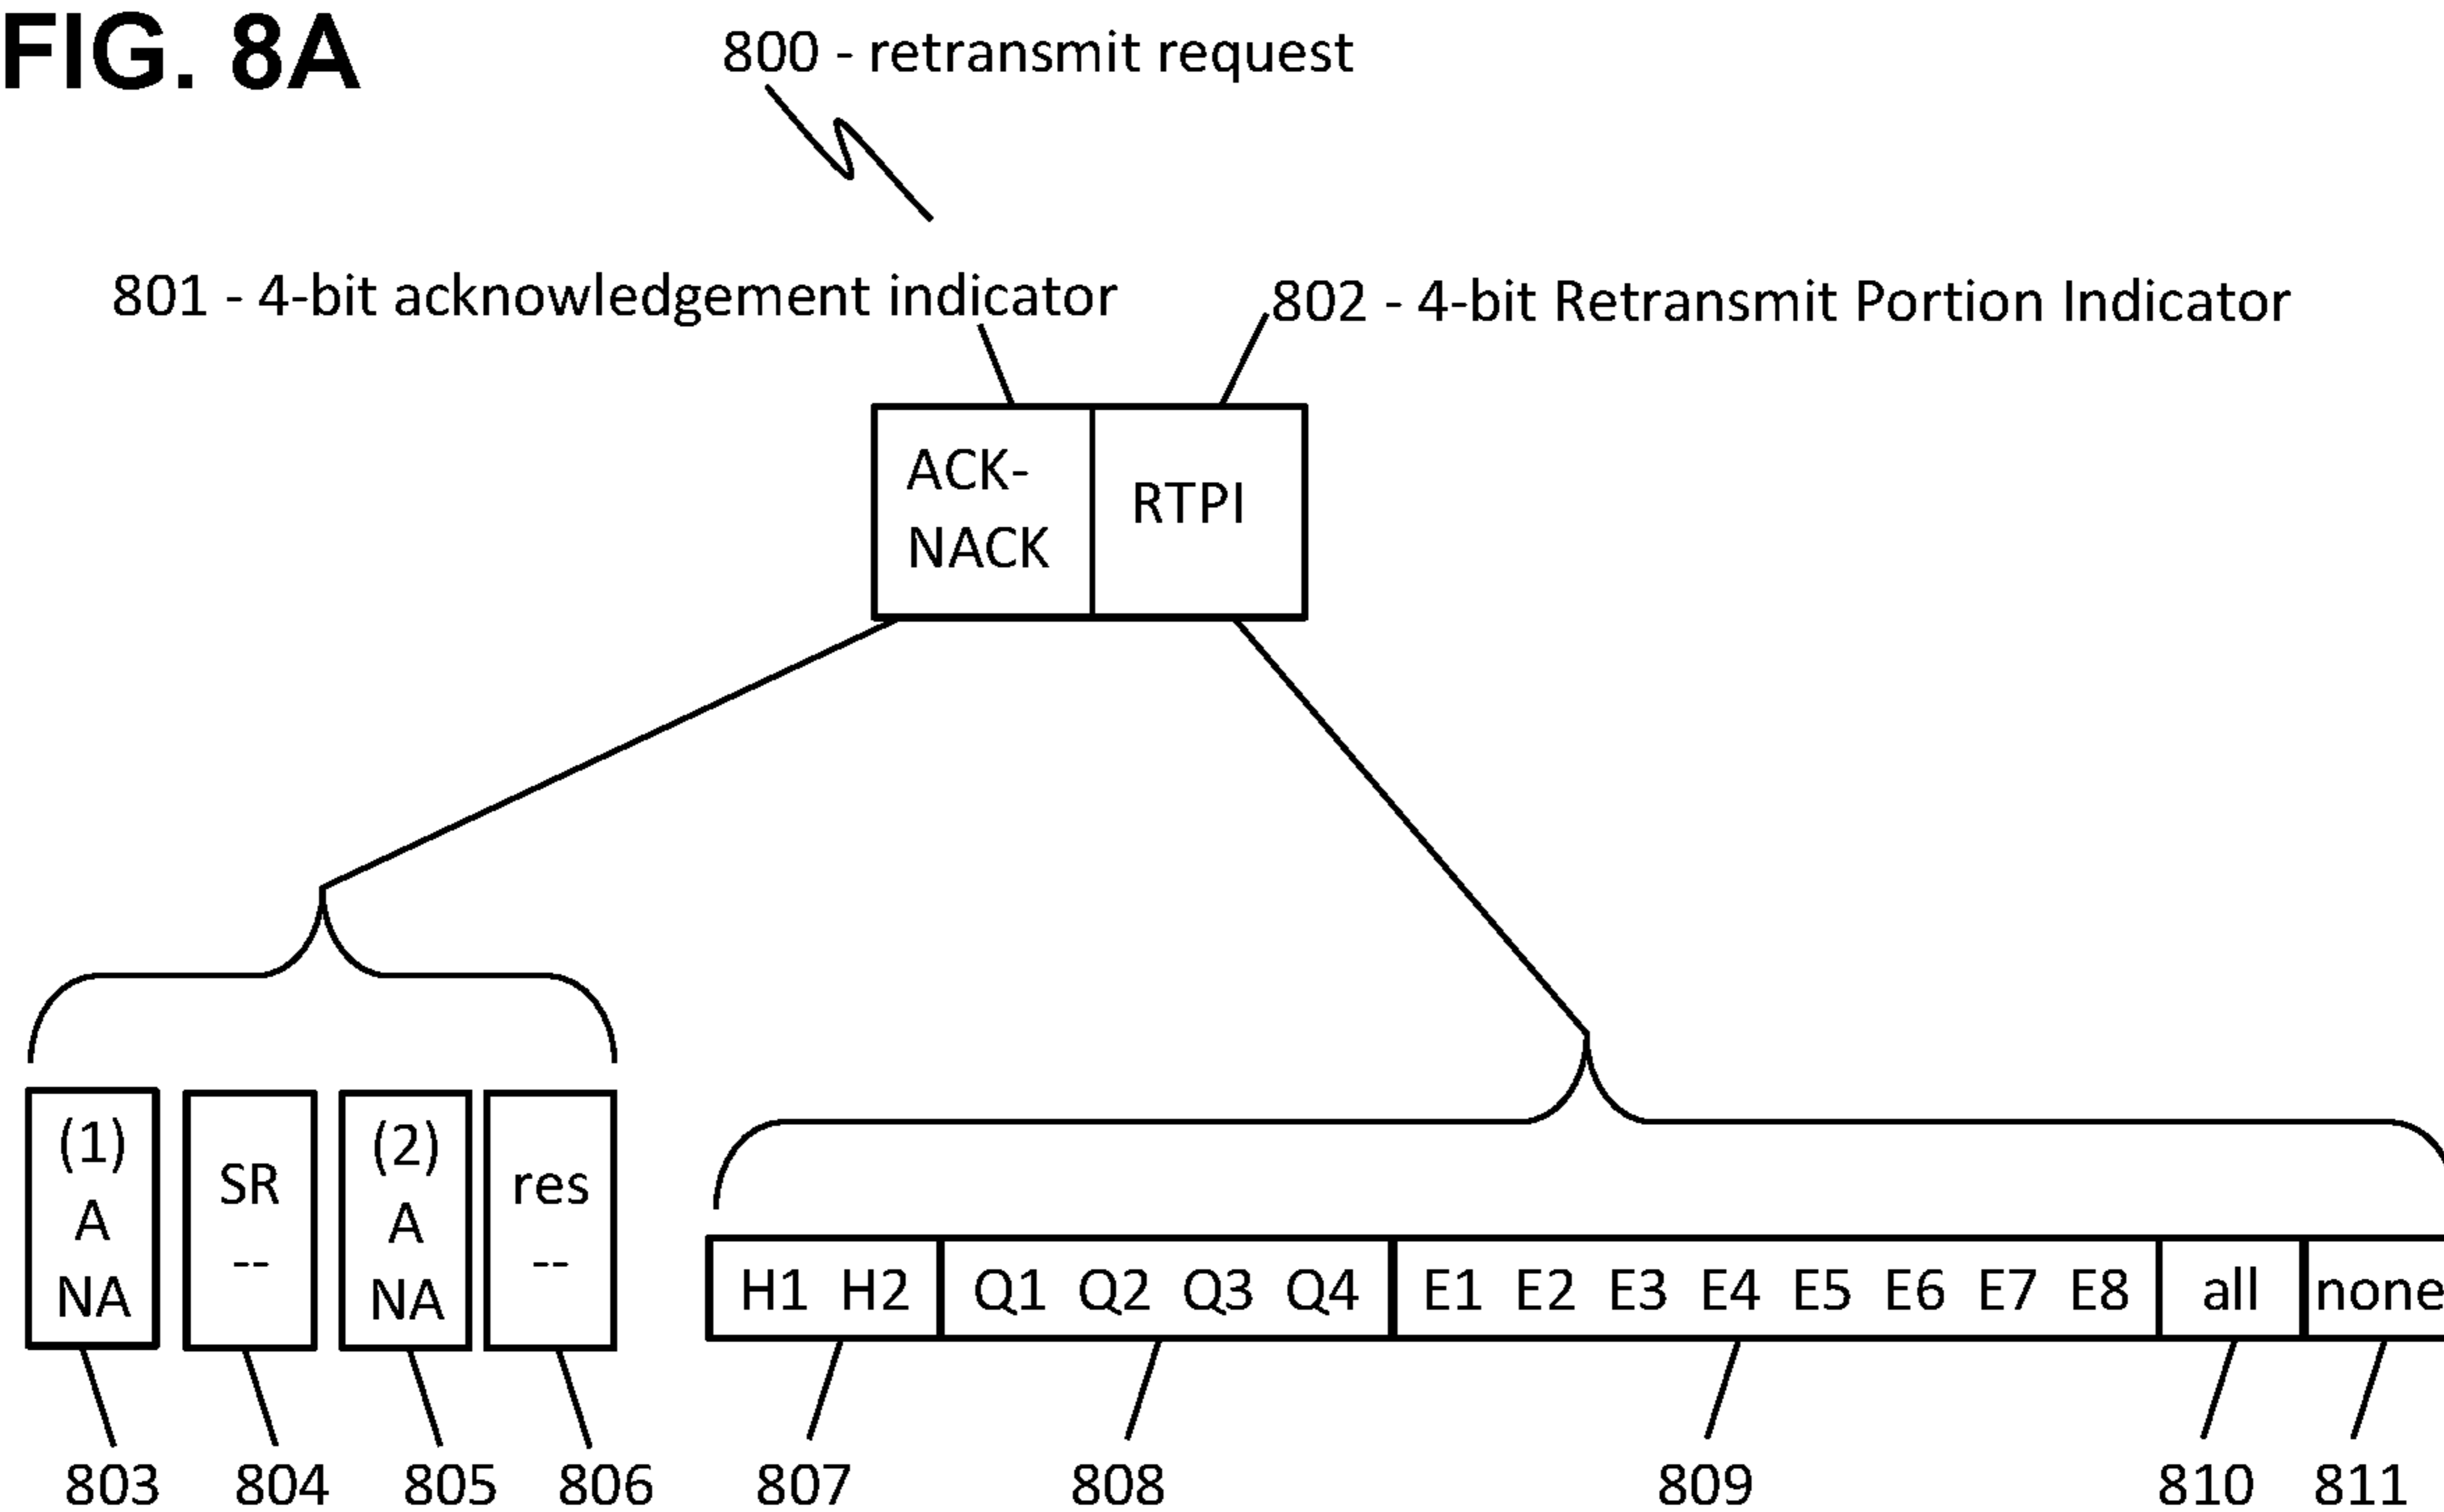 FIG. 8A
800 - retransmit request
801 - 4-bit acknowledgement indicator
802 - 4-bit Retransmit Portion Indicator
ACK-
NACK
RTPI
(1)
A
NA
SR
--
(2)
A
NA
res
--
H1 H2 Q1 Q2 Q3 Q4 E1 E2 E3 E4 E5 E6 E7 E8 all none
803 804 805 806 807 808 809 810 811